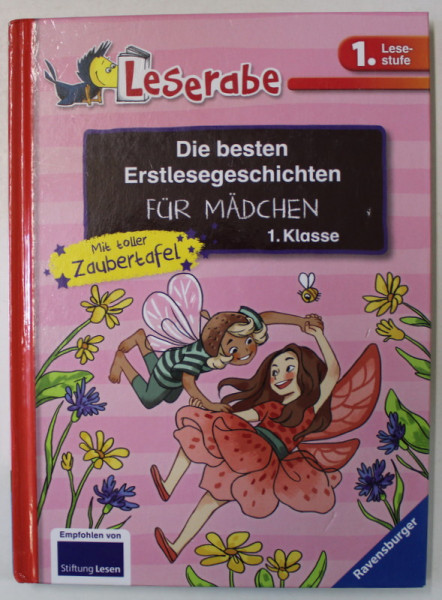 Leserabe
1. Lese-
stufe
Die besten
Erstlesegeschichten
FÜR MÄDCHEN
1. Klasse
Mit toller
Zaubertafel
Empfohlen von
Stiftung Lesen
Ravensburger